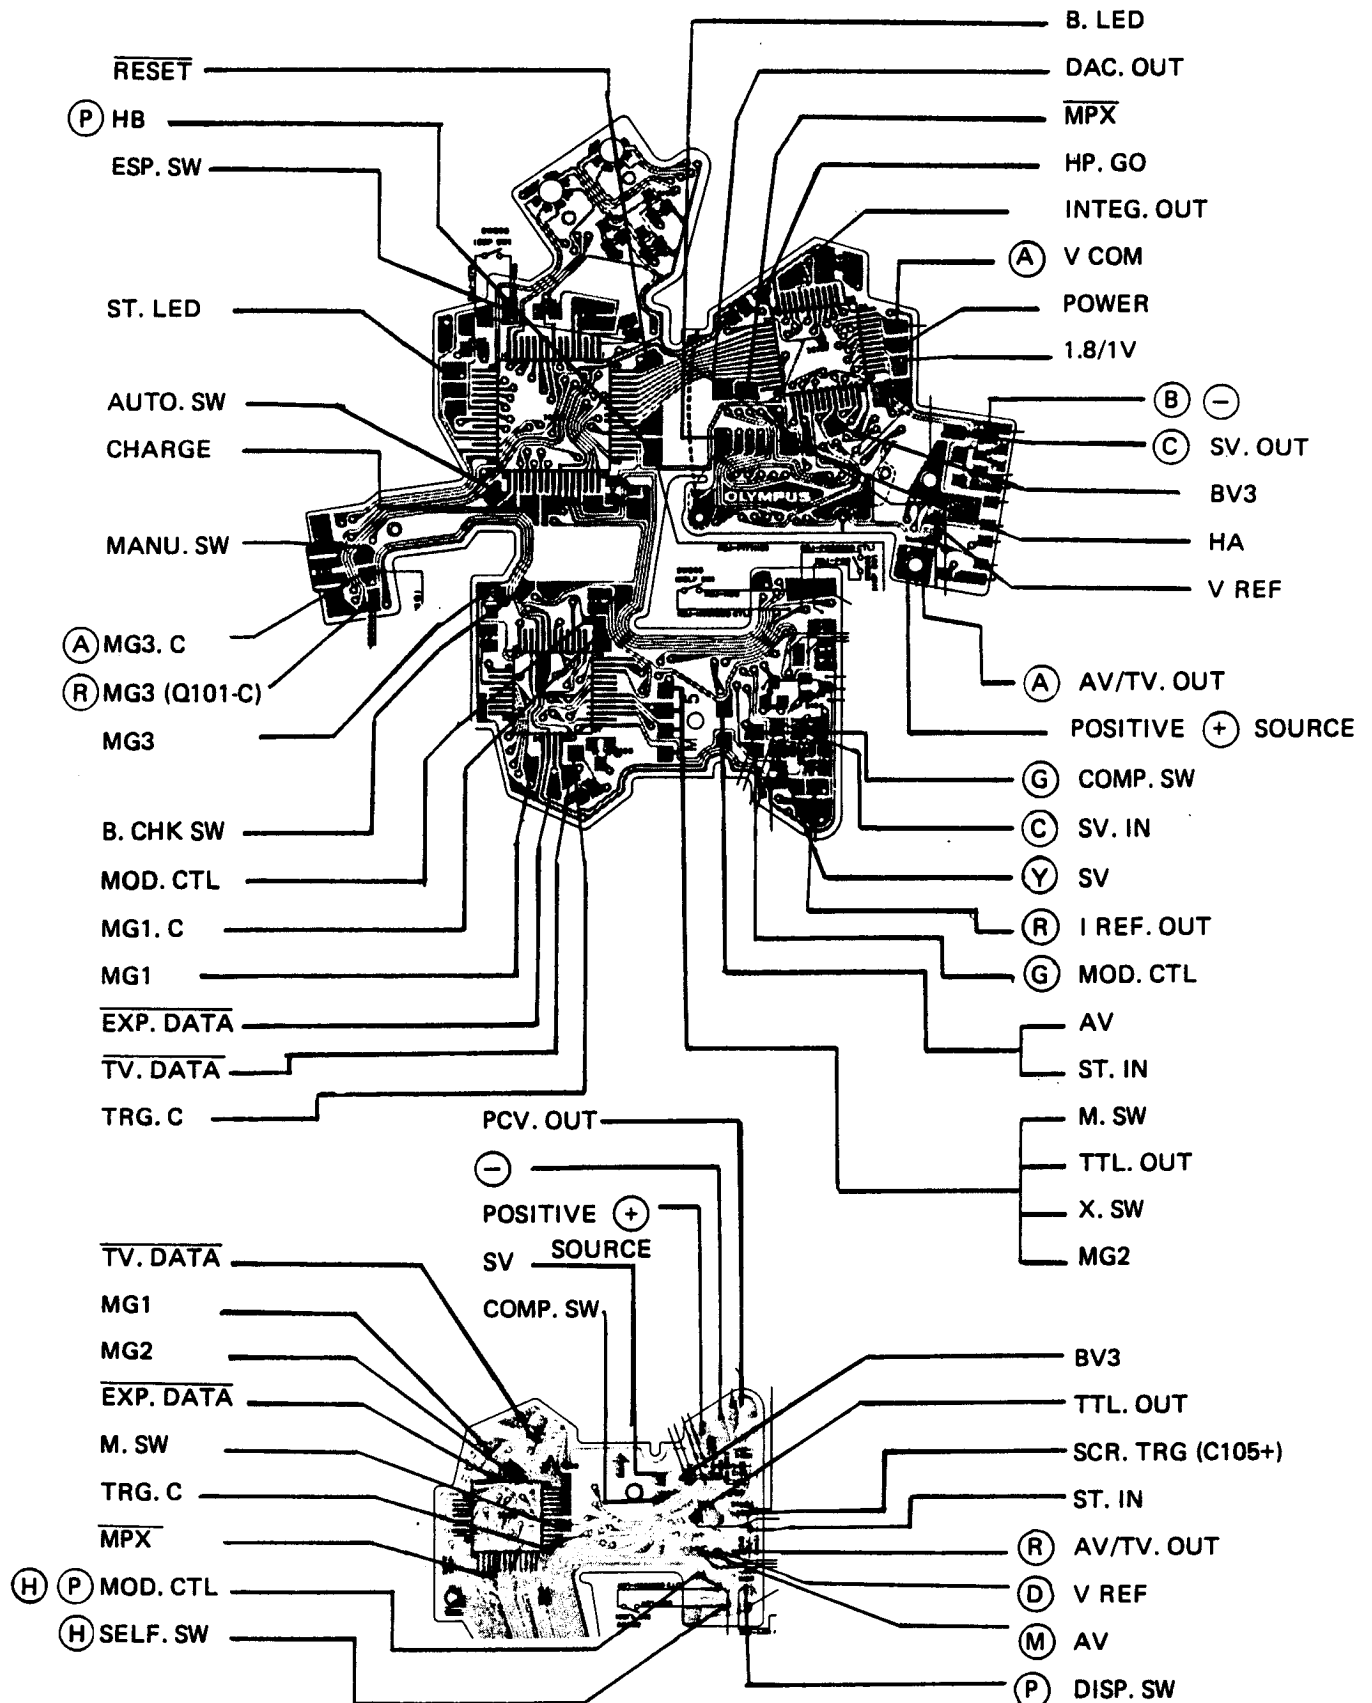 B. LED
RESET
DAC. OUT
Ⓟ HB
MPX
ESP. SW
HP. GO
INTEG. OUT
Ⓐ V COM
ST. LED
POWER
1.8/1V
AUTO. SW
Ⓑ ⊖
CHARGE
Ⓒ SV. OUT
OLYMPUS
BV3
MANU. SW
HA
V REF
Ⓐ MG3. C
Ⓡ MG3 (Q101-C)
Ⓐ AV/TV. OUT
MG3
POSITIVE ⊕ SOURCE
Ⓖ COMP. SW
B. CHK SW
Ⓒ SV. IN
MOD. CTL
Ⓨ SV
MG1. C
Ⓡ I REF. OUT
MG1
Ⓖ MOD. CTL
EXP. DATA
AV
TV. DATA
ST. IN
TRG. C
PCV. OUT
M. SW
⊖
TTL. OUT
POSITIVE ⊕
SOURCE
X. SW
TV. DATA
SV
MG2
MG1
COMP. SW
MG2
BV3
EXP. DATA
TTL. OUT
M. SW
SCR. TRG (C105+)
TRG. C
ST. IN
MPX
Ⓡ AV/TV. OUT
Ⓗ Ⓟ MOD. CTL
Ⓓ V REF
Ⓗ SELF. SW
Ⓜ AV
Ⓟ DISP. SW